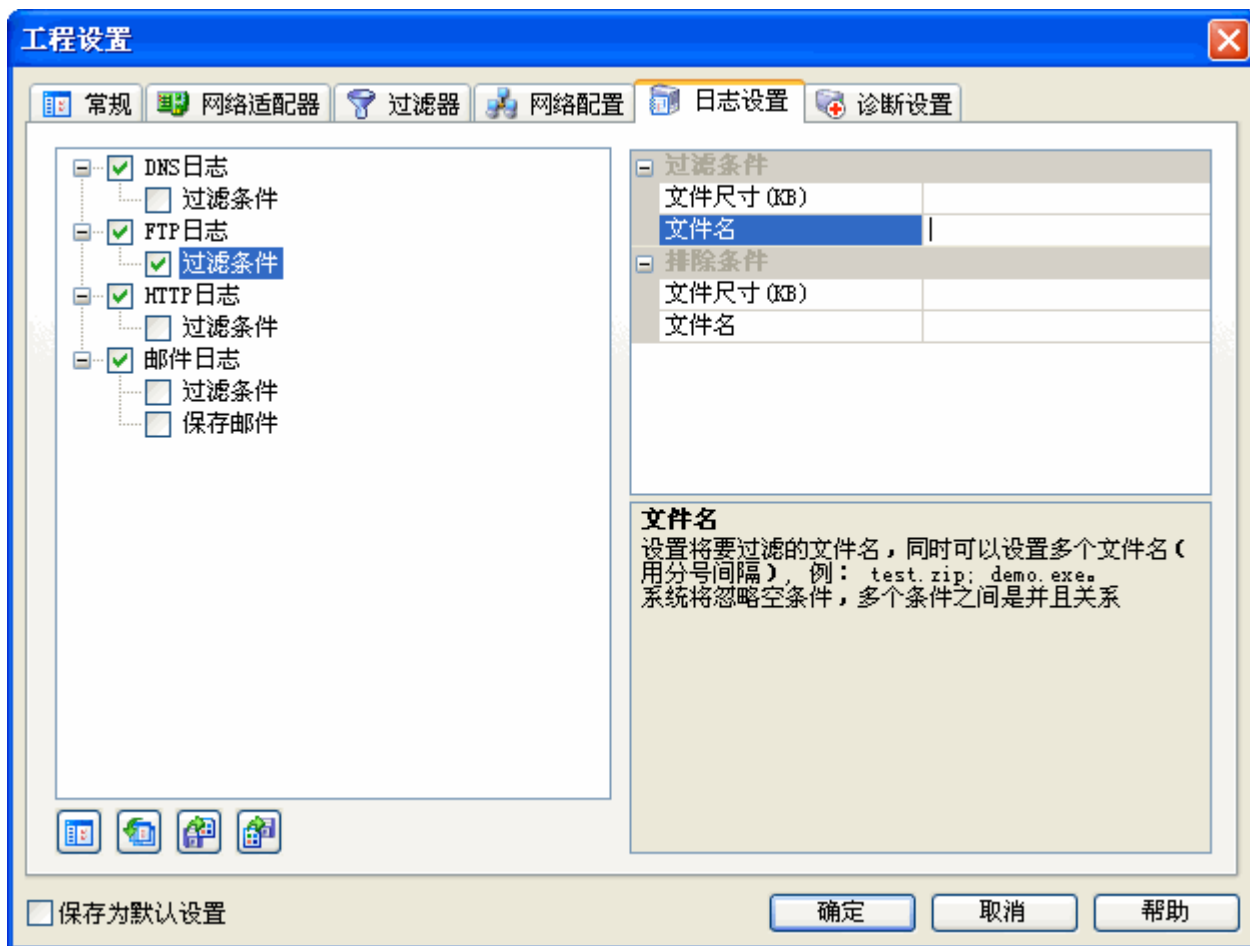 工程设置
常规 网络适配器 过滤器 网络配置 日志设置 诊断设置
DNS日志
过滤条件
FTP日志
过滤条件
HTTP日志
过滤条件
邮件日志
过滤条件
保存邮件
过滤条件
文件尺寸(KB)
文件名
排除条件
文件尺寸(KB)
文件名
文件名
设置将要过滤的文件名，同时可以设置多个文件名(
用分号间隔)，例： test.zip; demo.exe。
系统将忽略空条件，多个条件之间是并且关系
保存为默认设置
确定 取消 帮助